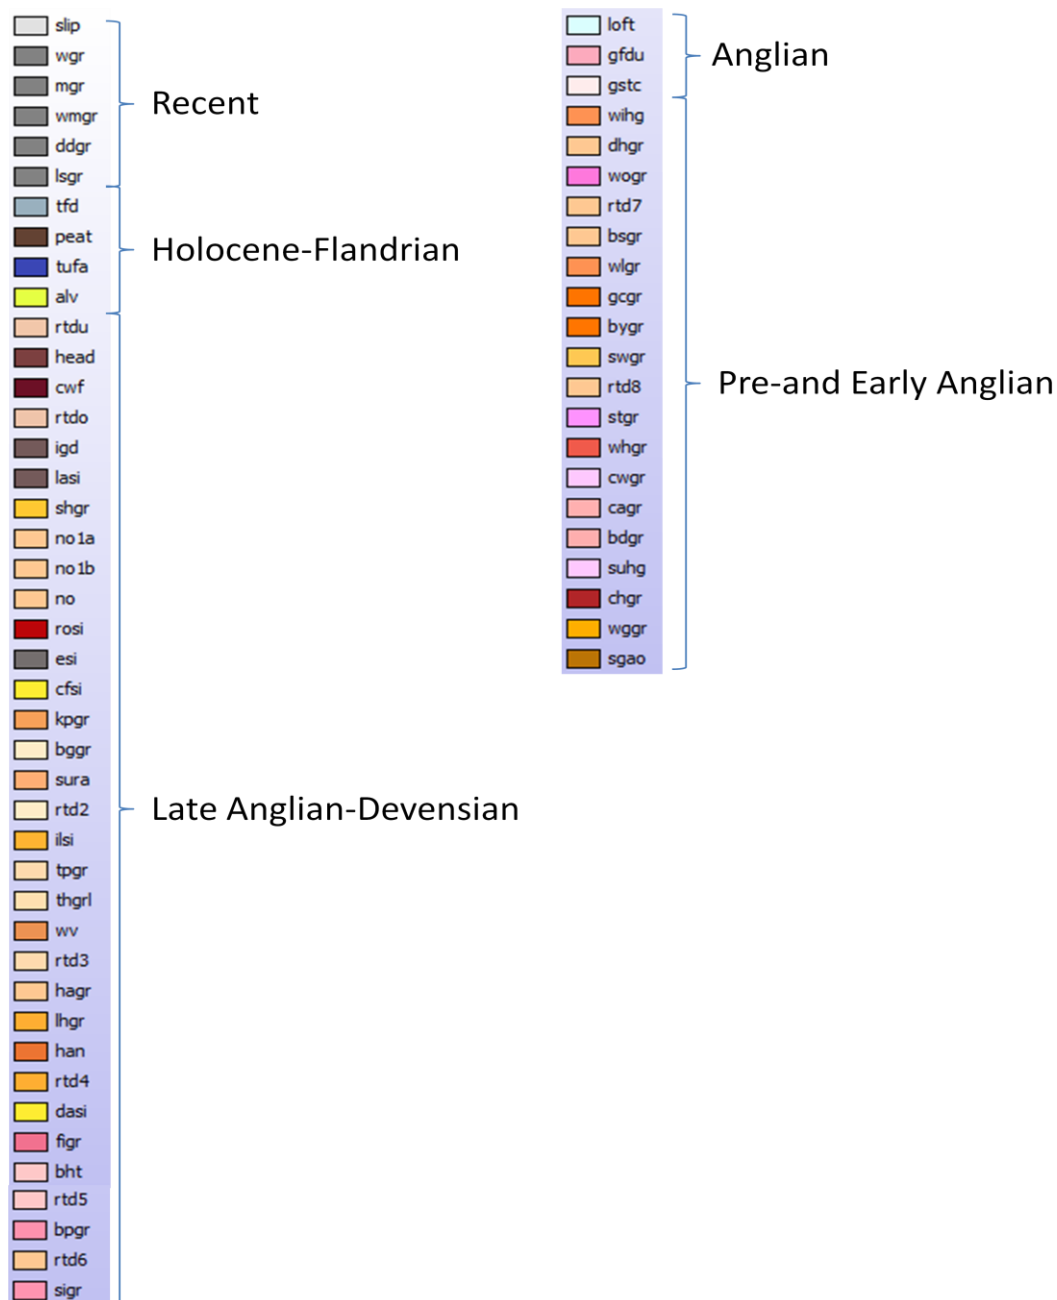 slip
wgr
mgr
wmgr
ddgr
lsgr
Recent
tfd
peat
tufa
alv
Holocene-Flandrian
rtdu
head
cwf
rtdo
igd
lasi
shgr
no1a
no1b
no
rosi
esi
cfsi
kpgr
bggr
sura
rtd2
ilsi
tpgr
thgrl
wv
rtd3
hagr
lhgr
han
rtd4
dasi
figr
bht
rtd5
bpgr
rtd6
sigr
Late Anglian-Devensian
loft
gfdu
gstc
Anglian
wihg
dhgr
wogr
rtd7
bsgr
wlgr
gcgr
bygr
swgr
rtd8
stgr
whgr
cwgr
cagr
bdgr
suhg
chgr
wggr
sgao
Pre-and Early Anglian